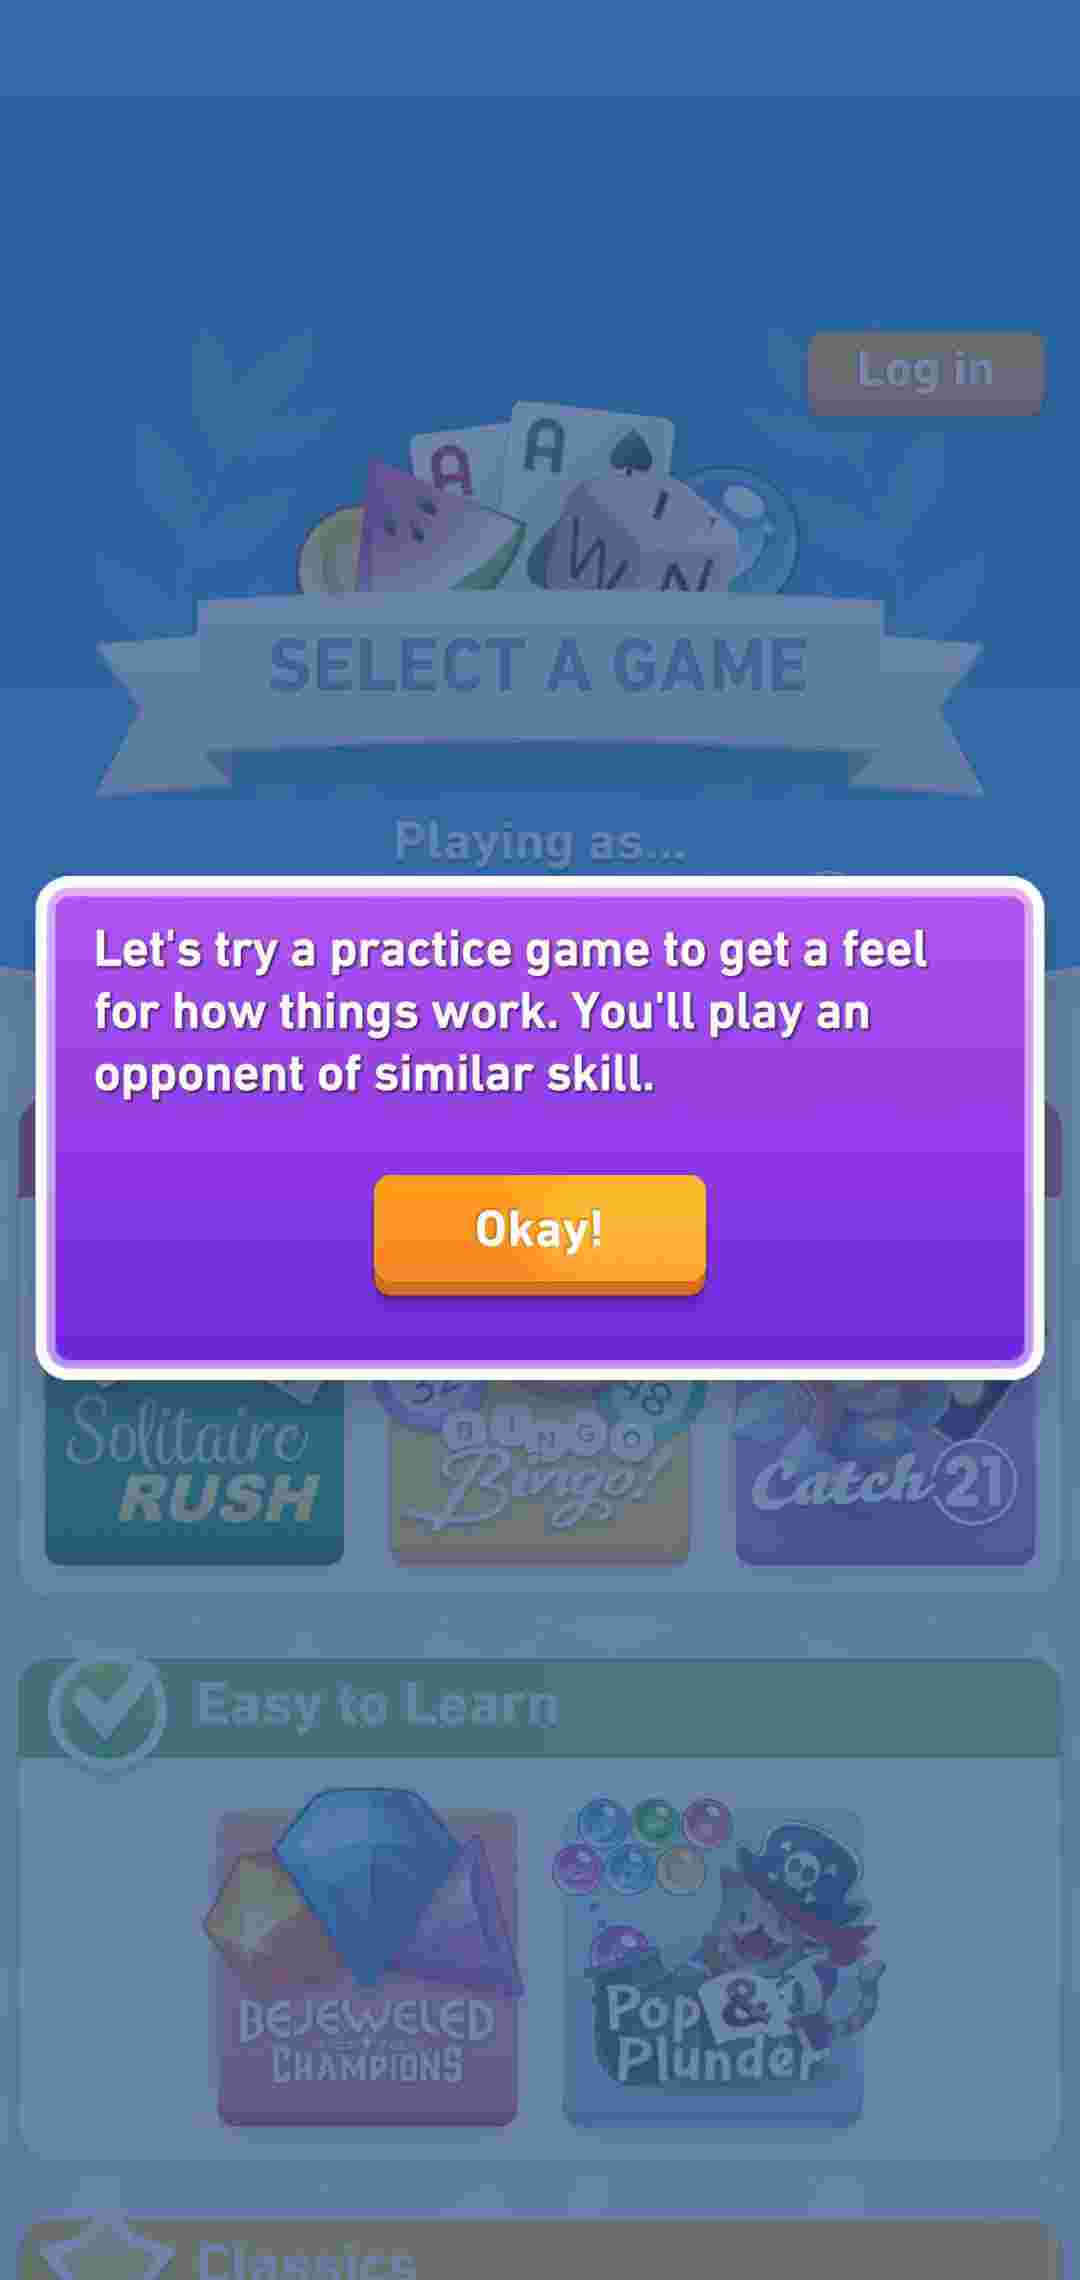 Log in
A
A
W
I
N
SELECT A GAME
Playing as...
Let's try a practice game to get a feel
for how things work. You'll play an
opponent of similar skill.
Okay!
48
Solitaire
RUSH
BINGO
Bingo!
Catch 21
Easy to Learn
BEJEWELED
CHAMPIONS
Pop &
Plunder
Classics